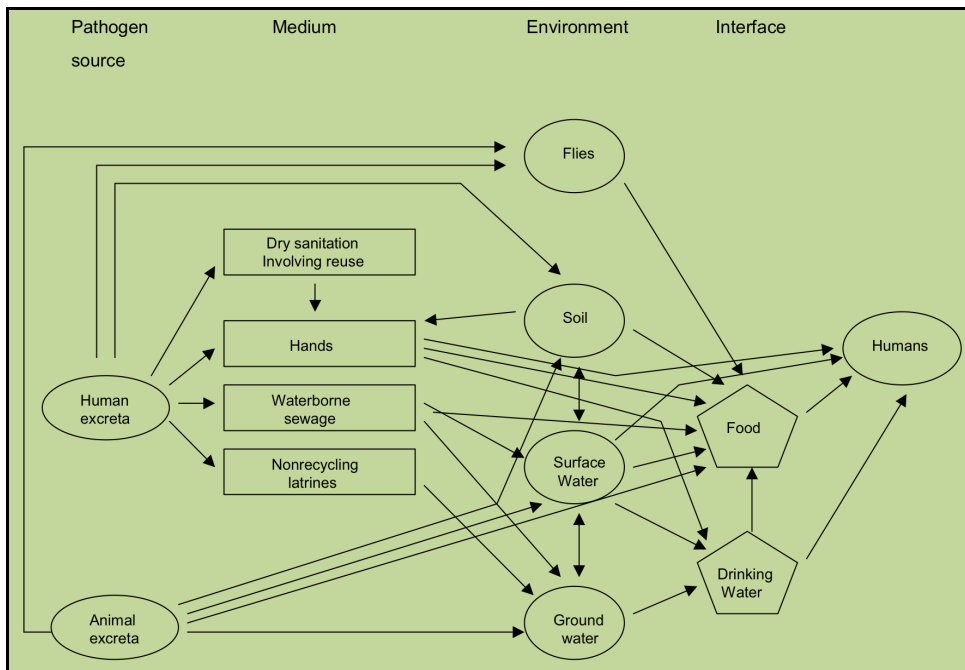 Pathogen
source
Medium
Environment
Interface
Flies
Dry sanitation
Involving reuse
Soil
Hands
Humans
Human
excreta
Waterborne
sewage
Food
Nonrecycling
latrines
Surface
Water
Drinking
Water
Animal
excreta
Ground
water